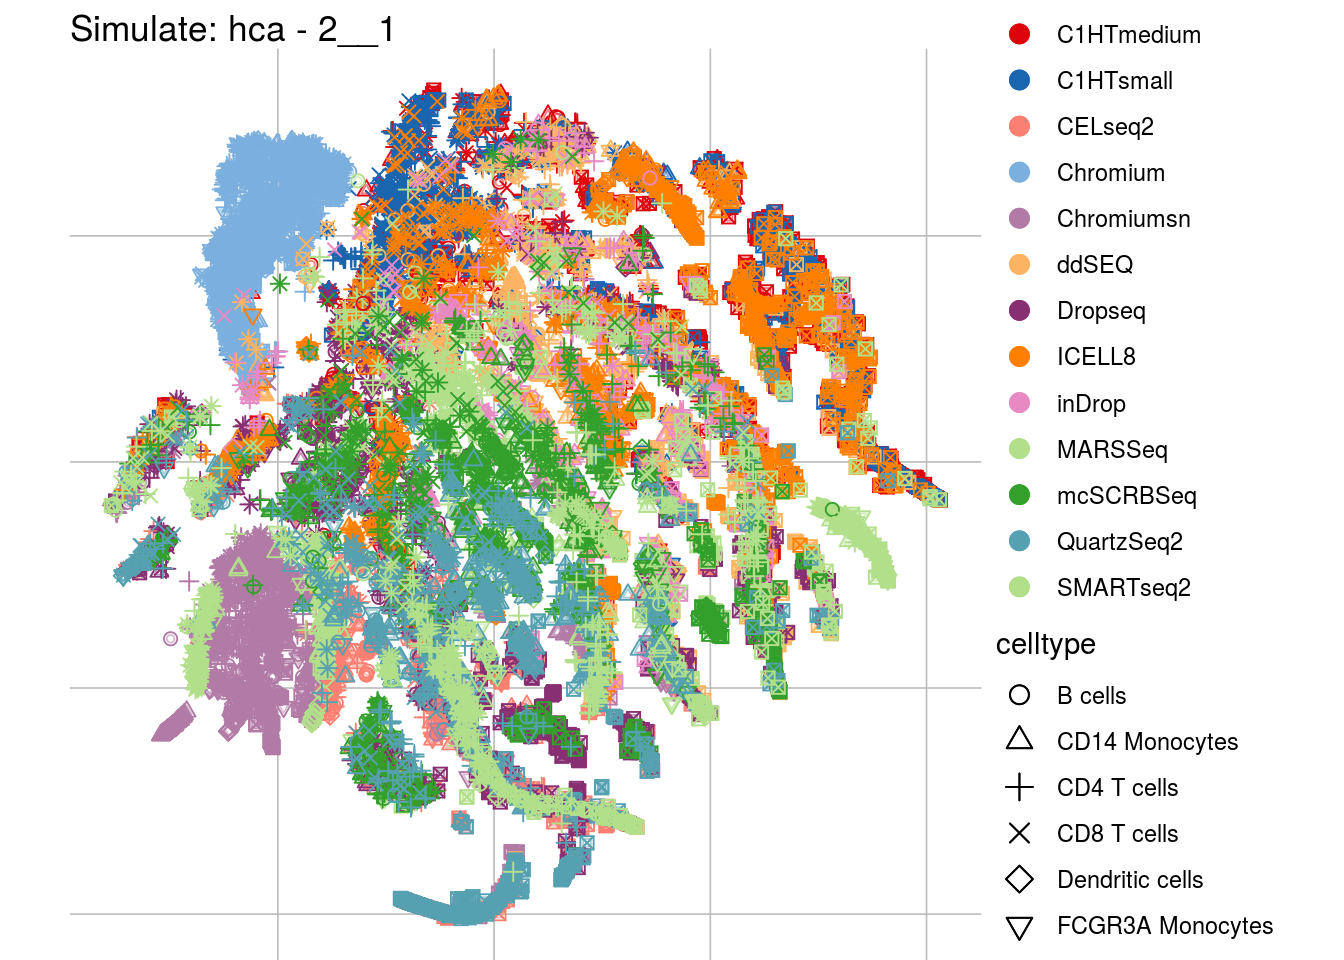 Simulate: hca - 2__1
C1HTmedium
C1HTsmall
CELseq2
Chromium
Chromiumsn
ddSEQ
Dropseq
ICELL8
inDrop
MARSSeq
mcSCRBSeq
QuartzSeq2
SMARTseq2
celltype
B cells
CD14 Monocytes
CD4 T cells
CD8 T cells
Dendritic cells
FCGR3A Monocytes